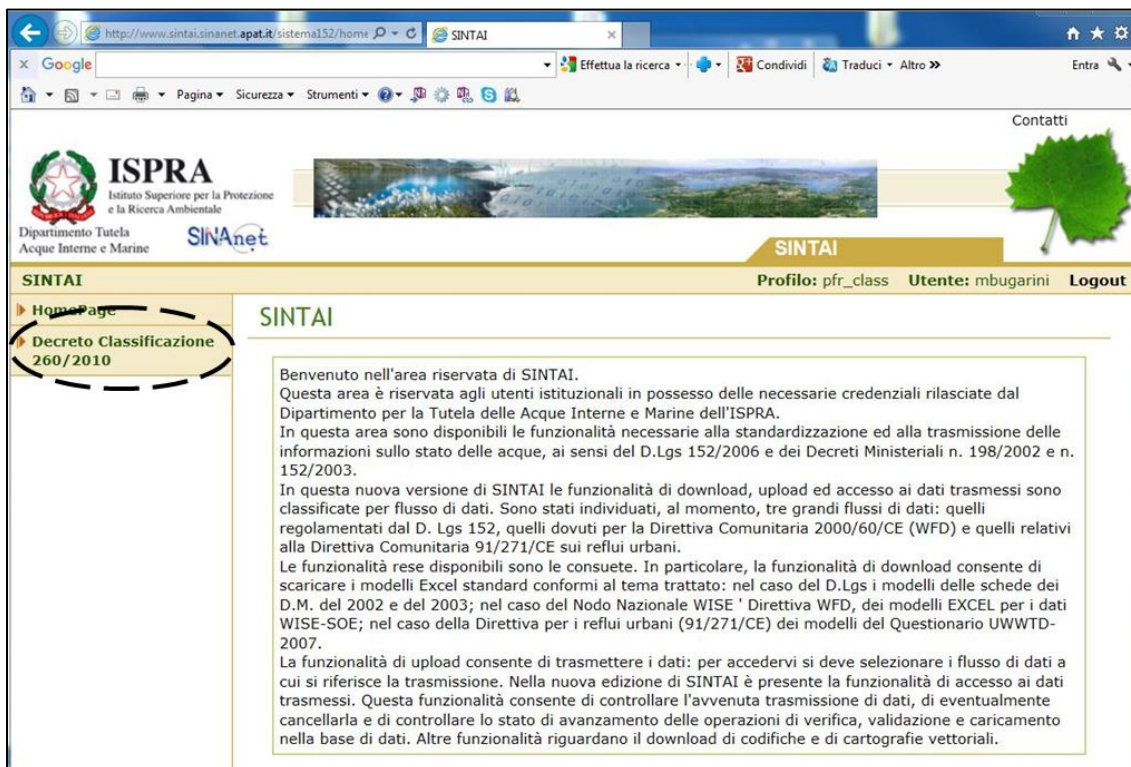 http://www.sintai.sinanet.apat.it/sistema152/home
SINTAI
x Google
Effettua la ricerca
Condividi
Traduci
Altro »
Entra
Pagina
Sicurezza
Strumenti
Contatti
ISPRA
Istituto Superiore per la Protezione
e la Ricerca Ambientale
Dipartimento Tutela
Acque Interne e Marine
SINAnet
SINTAI
SINTAI
Profilo: pfr_class Utente: mbugarini Logout
HomePage
Decreto Classificazione
260/2010
SINTAI
Benvenuto nell'area riservata di SINTAI.
Questa area è riservata agli utenti istituzionali in possesso delle necessarie credenziali rilasciate dal
Dipartimento per la Tutela delle Acque Interne e Marine dell'ISPRA.
In questa area sono disponibili le funzionalità necessarie alla standardizzazione ed alla trasmissione delle
informazioni sullo stato delle acque, ai sensi del D.Lgs 152/2006 e dei Decreti Ministeriali n. 198/2002 e n.
152/2003.
In questa nuova versione di SINTAI le funzionalità di download, upload ed accesso ai dati trasmessi sono
classificate per flusso di dati. Sono stati individuati, al momento, tre grandi flussi di dati: quelli
regolamentati dal D. Lgs 152, quelli dovuti per la Direttiva Comunitaria 2000/60/CE (WFD) e quelli relativi
alla Direttiva Comunitaria 91/271/CE sui reflui urbani.
Le funzionalità rese disponibili sono le consuete. In particolare, la funzionalità di download consente di
scaricare i modelli Excel standard conformi al tema trattato: nel caso del D.Lgs i modelli delle schede dei
D.M. del 2002 e del 2003; nel caso del Nodo Nazionale WISE ' Direttiva WFD, dei modelli EXCEL per i dati
WISE-SOE; nel caso della Direttiva per i reflui urbani (91/271/CE) dei modelli del Questionario UWWTD-
2007.
La funzionalità di upload consente di trasmettere i dati: per accedervi si deve selezionare i flusso di dati a
cui si riferisce la trasmissione. Nella nuova edizione di SINTAI è presente la funzionalità di accesso ai dati
trasmessi. Questa funzionalità consente di controllare l'avvenuta trasmissione di dati, di eventualmente
cancellarla e di controllare lo stato di avanzamento delle operazioni di verifica, validazione e caricamento
nella base di dati. Altre funzionalità riguardano il download di codifiche e di cartografie vettoriali.